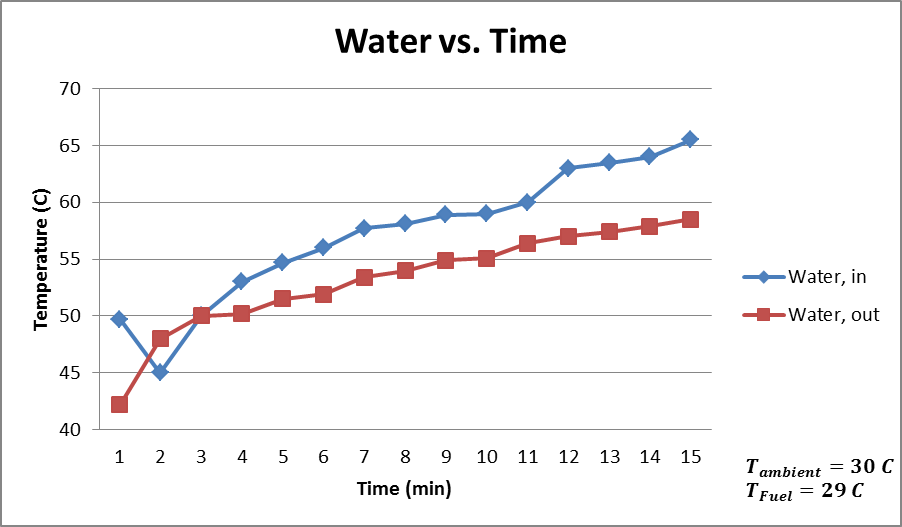 Water vs. Time
Temperature (C)
70
65
60
55
50
45
40
1 2 3 4 5 6 7 8 9 10 11 12 13 14 15
Time (min)
Water, in
Water, out
T_ambient = 30 C
T_Fuel = 29 C